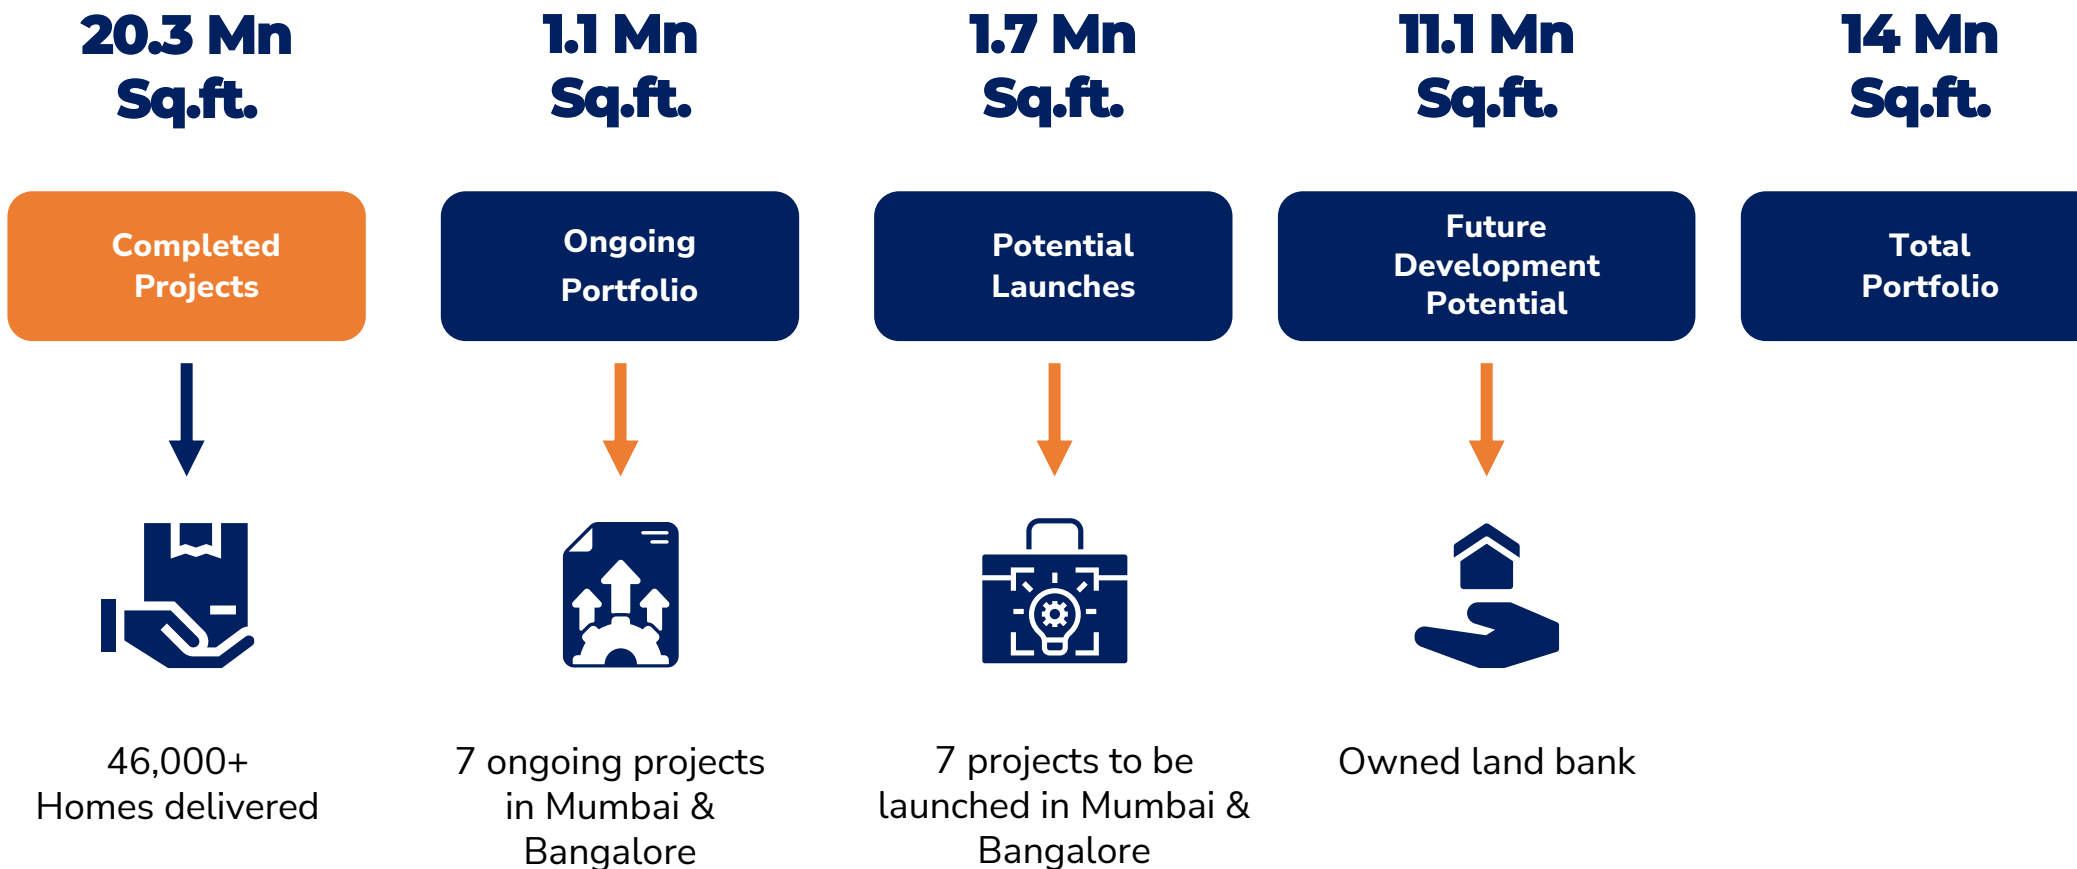 20.3 Mn
Sq.ft.
Completed
Projects
46,000+
Homes delivered
1.1 Mn
Sq.ft.
Ongoing
Portfolio
7 ongoing projects
in Mumbai &
Bangalore
1.7 Mn
Sq.ft.
Potential
Launches
7 projects to be
launched in Mumbai &
Bangalore
11.1 Mn
Sq.ft.
Future
Development
Potential
Owned land bank
14 Mn
Sq.ft.
Total
Portfolio